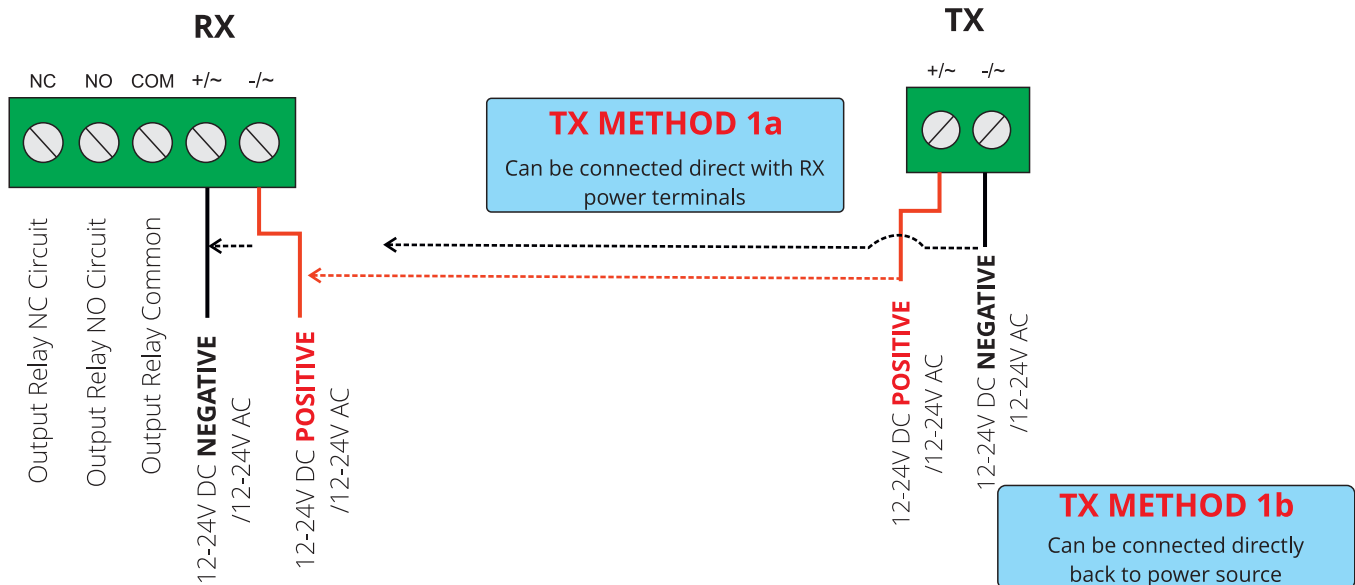 RX
NC NO COM +/~ -/~
Output Relay NC Circuit
Output Relay NO Circuit
Output Relay Common
12-24V DC NEGATIVE
/12-24V AC
12-24V DC POSITIVE
/12-24V AC
TX METHOD 1a
Can be connected direct with RX
power terminals
TX
+/~ -/~
12-24V DC POSITIVE
/12-24V AC
12-24V DC NEGATIVE
/12-24V AC
TX METHOD 1b
Can be connected directly
back to power source